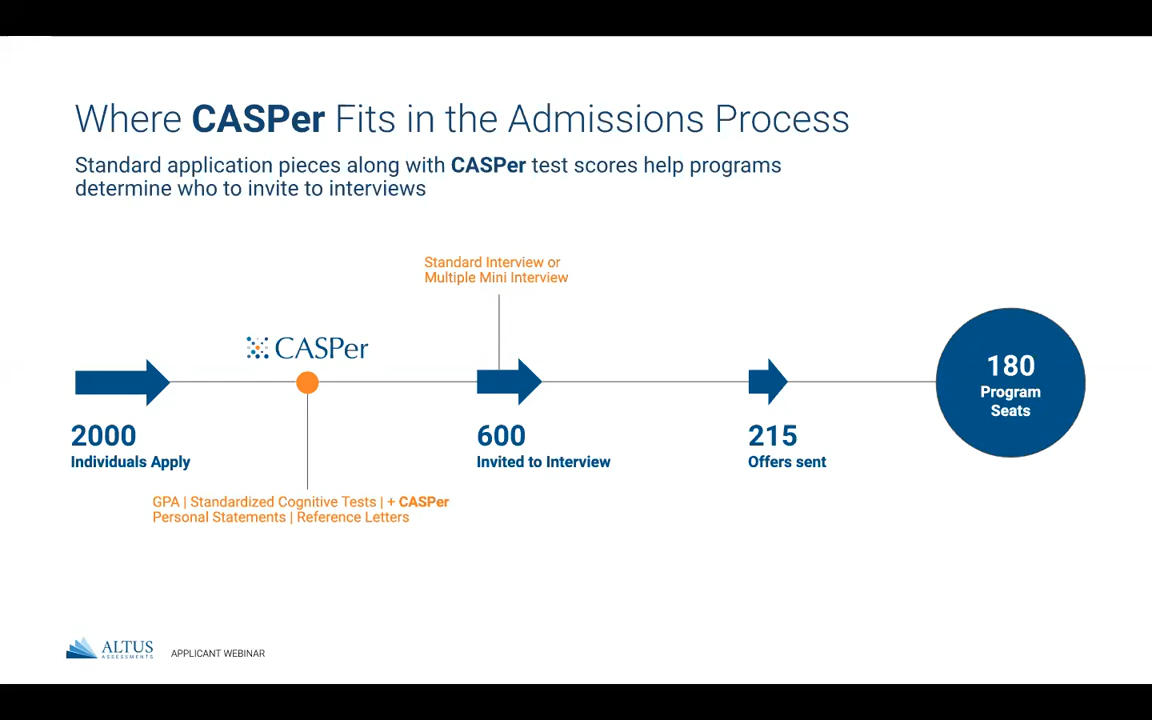 Where CASPer Fits in the Admissions Process
Standard application pieces along with CASPer test scores help programs
determine who to invite to interviews
Standard Interview or
Multiple Mini Interview
CASPer
2000
Individuals Apply
600
Invited to Interview
215
Offers sent
180
Program
Seats
GPA | Standardized Cognitive Tests | + CASPer
Personal Statements | Reference Letters
ALTUS
ASSESSMENTS
APPLICANT WEBINAR